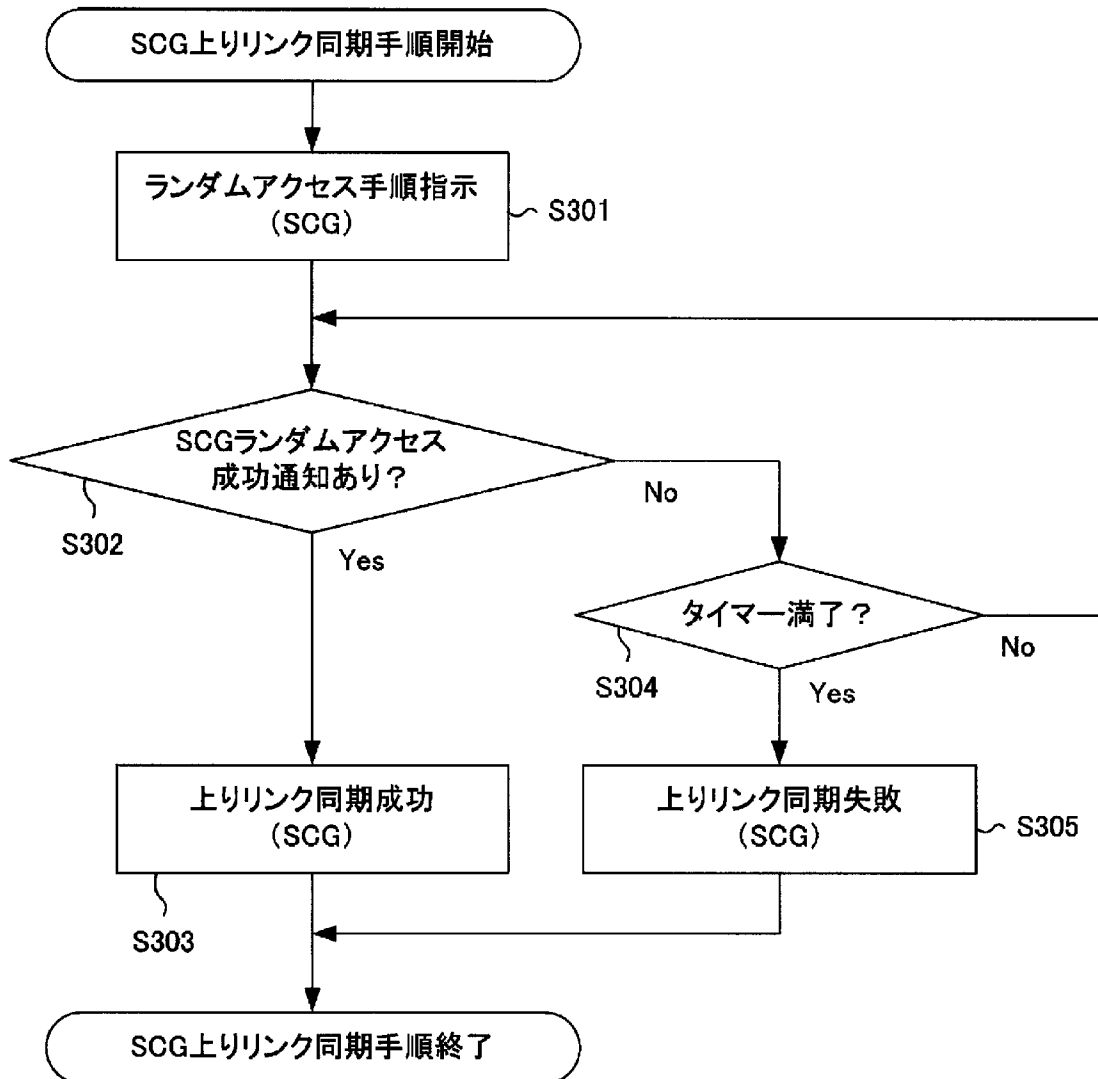 SCG上りリンク同期手順開始
ランダムアクセス手順指示
(SCG)
S301
SCGランダムアクセス
成功通知あり?
No
S302
Yes
タイマー満了?
No
S304
Yes
上りリンク同期成功
(SCG)
上りリンク同期失敗
(SCG)
S305
S303
SCG上りリンク同期手順終了